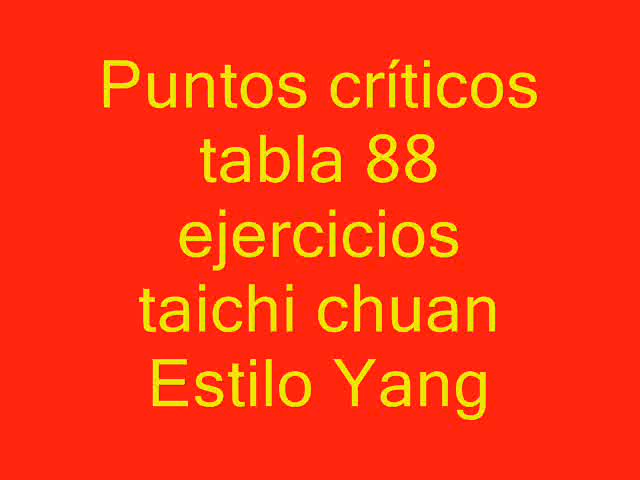 Puntos críticos
tabla 88
ejercicios
taichi chuan
Estilo Yang